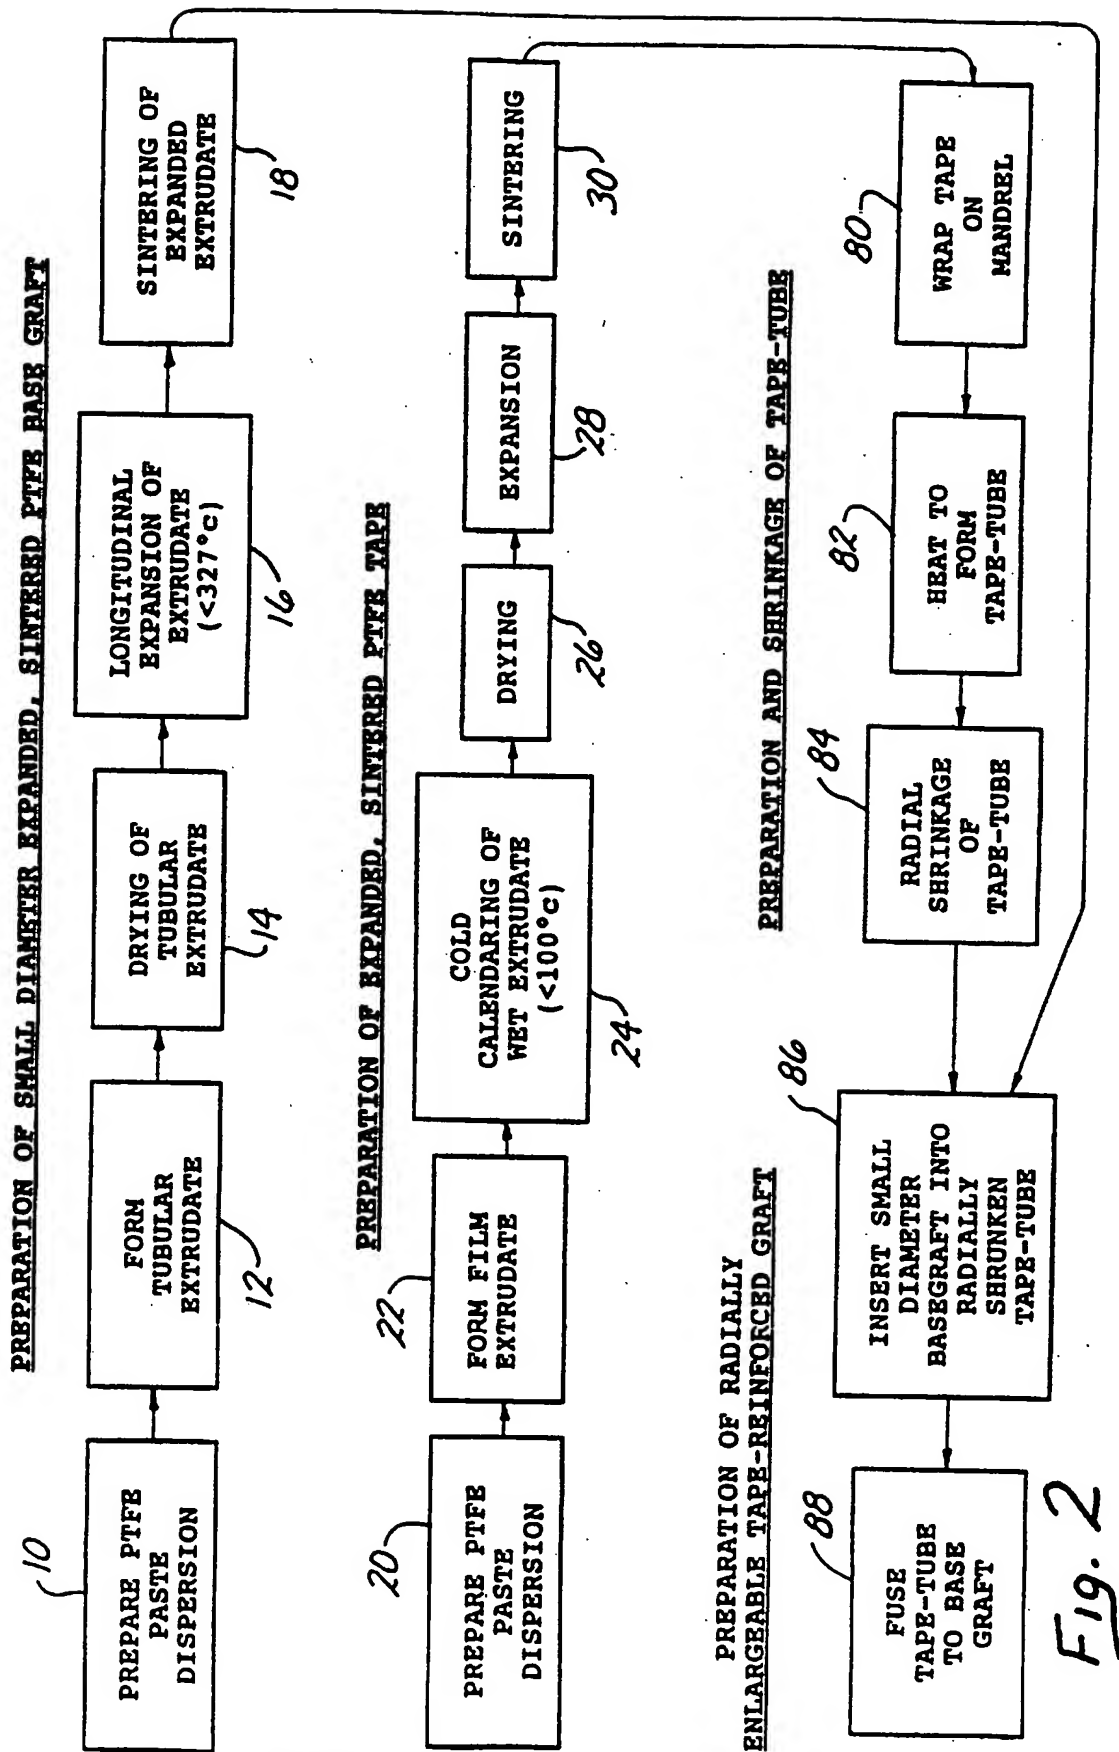 PREPARATION OF SMALL DIAMETER EXPANDED, SINTERED PTFE BASE GRAFT
10
PREPARE PTFE
PASTE
DISPERSION
FORM
TUBULAR
EXTRUDATE
12
DRYING OF
TUBULAR
EXTRUDATE
14
LONGITUDINAL
EXPANSION OF
EXTRUDATE
(<327°c)
16
SINTERING OF
EXPANDED
EXTRUDATE
18
PREPARATION OF EXPANDED, SINTERED PTFE TAPE
20
PREPARE PTFE
PASTE
DISPERSION
22
FORM FILM
EXTRUDATE
COLD
CALENDARING OF
WET EXTRUDATE
(<100°c)
24
DRYING
26
EXPANSION
28
SINTERING
30
PREPARATION AND SHRINKAGE OF TAPE-TUBE
80
WRAP TAPE
ON
MANDREL
82
HEAT TO
FORM
TAPE-TUBE
84
RADIAL
SHRINKAGE
OF
TAPE-TUBE
PREPARATION OF RADIALLY
ENLARGEABLE TAPE-REINFORCED GRAFT
86
INSERT SMALL
DIAMETER
BASEGRAFT INTO
RADIALLY
SHRUNKEN
TAPE-TUBE
88
FUSE
TAPE-TUBE
TO BASE
GRAFT
Fig. 2